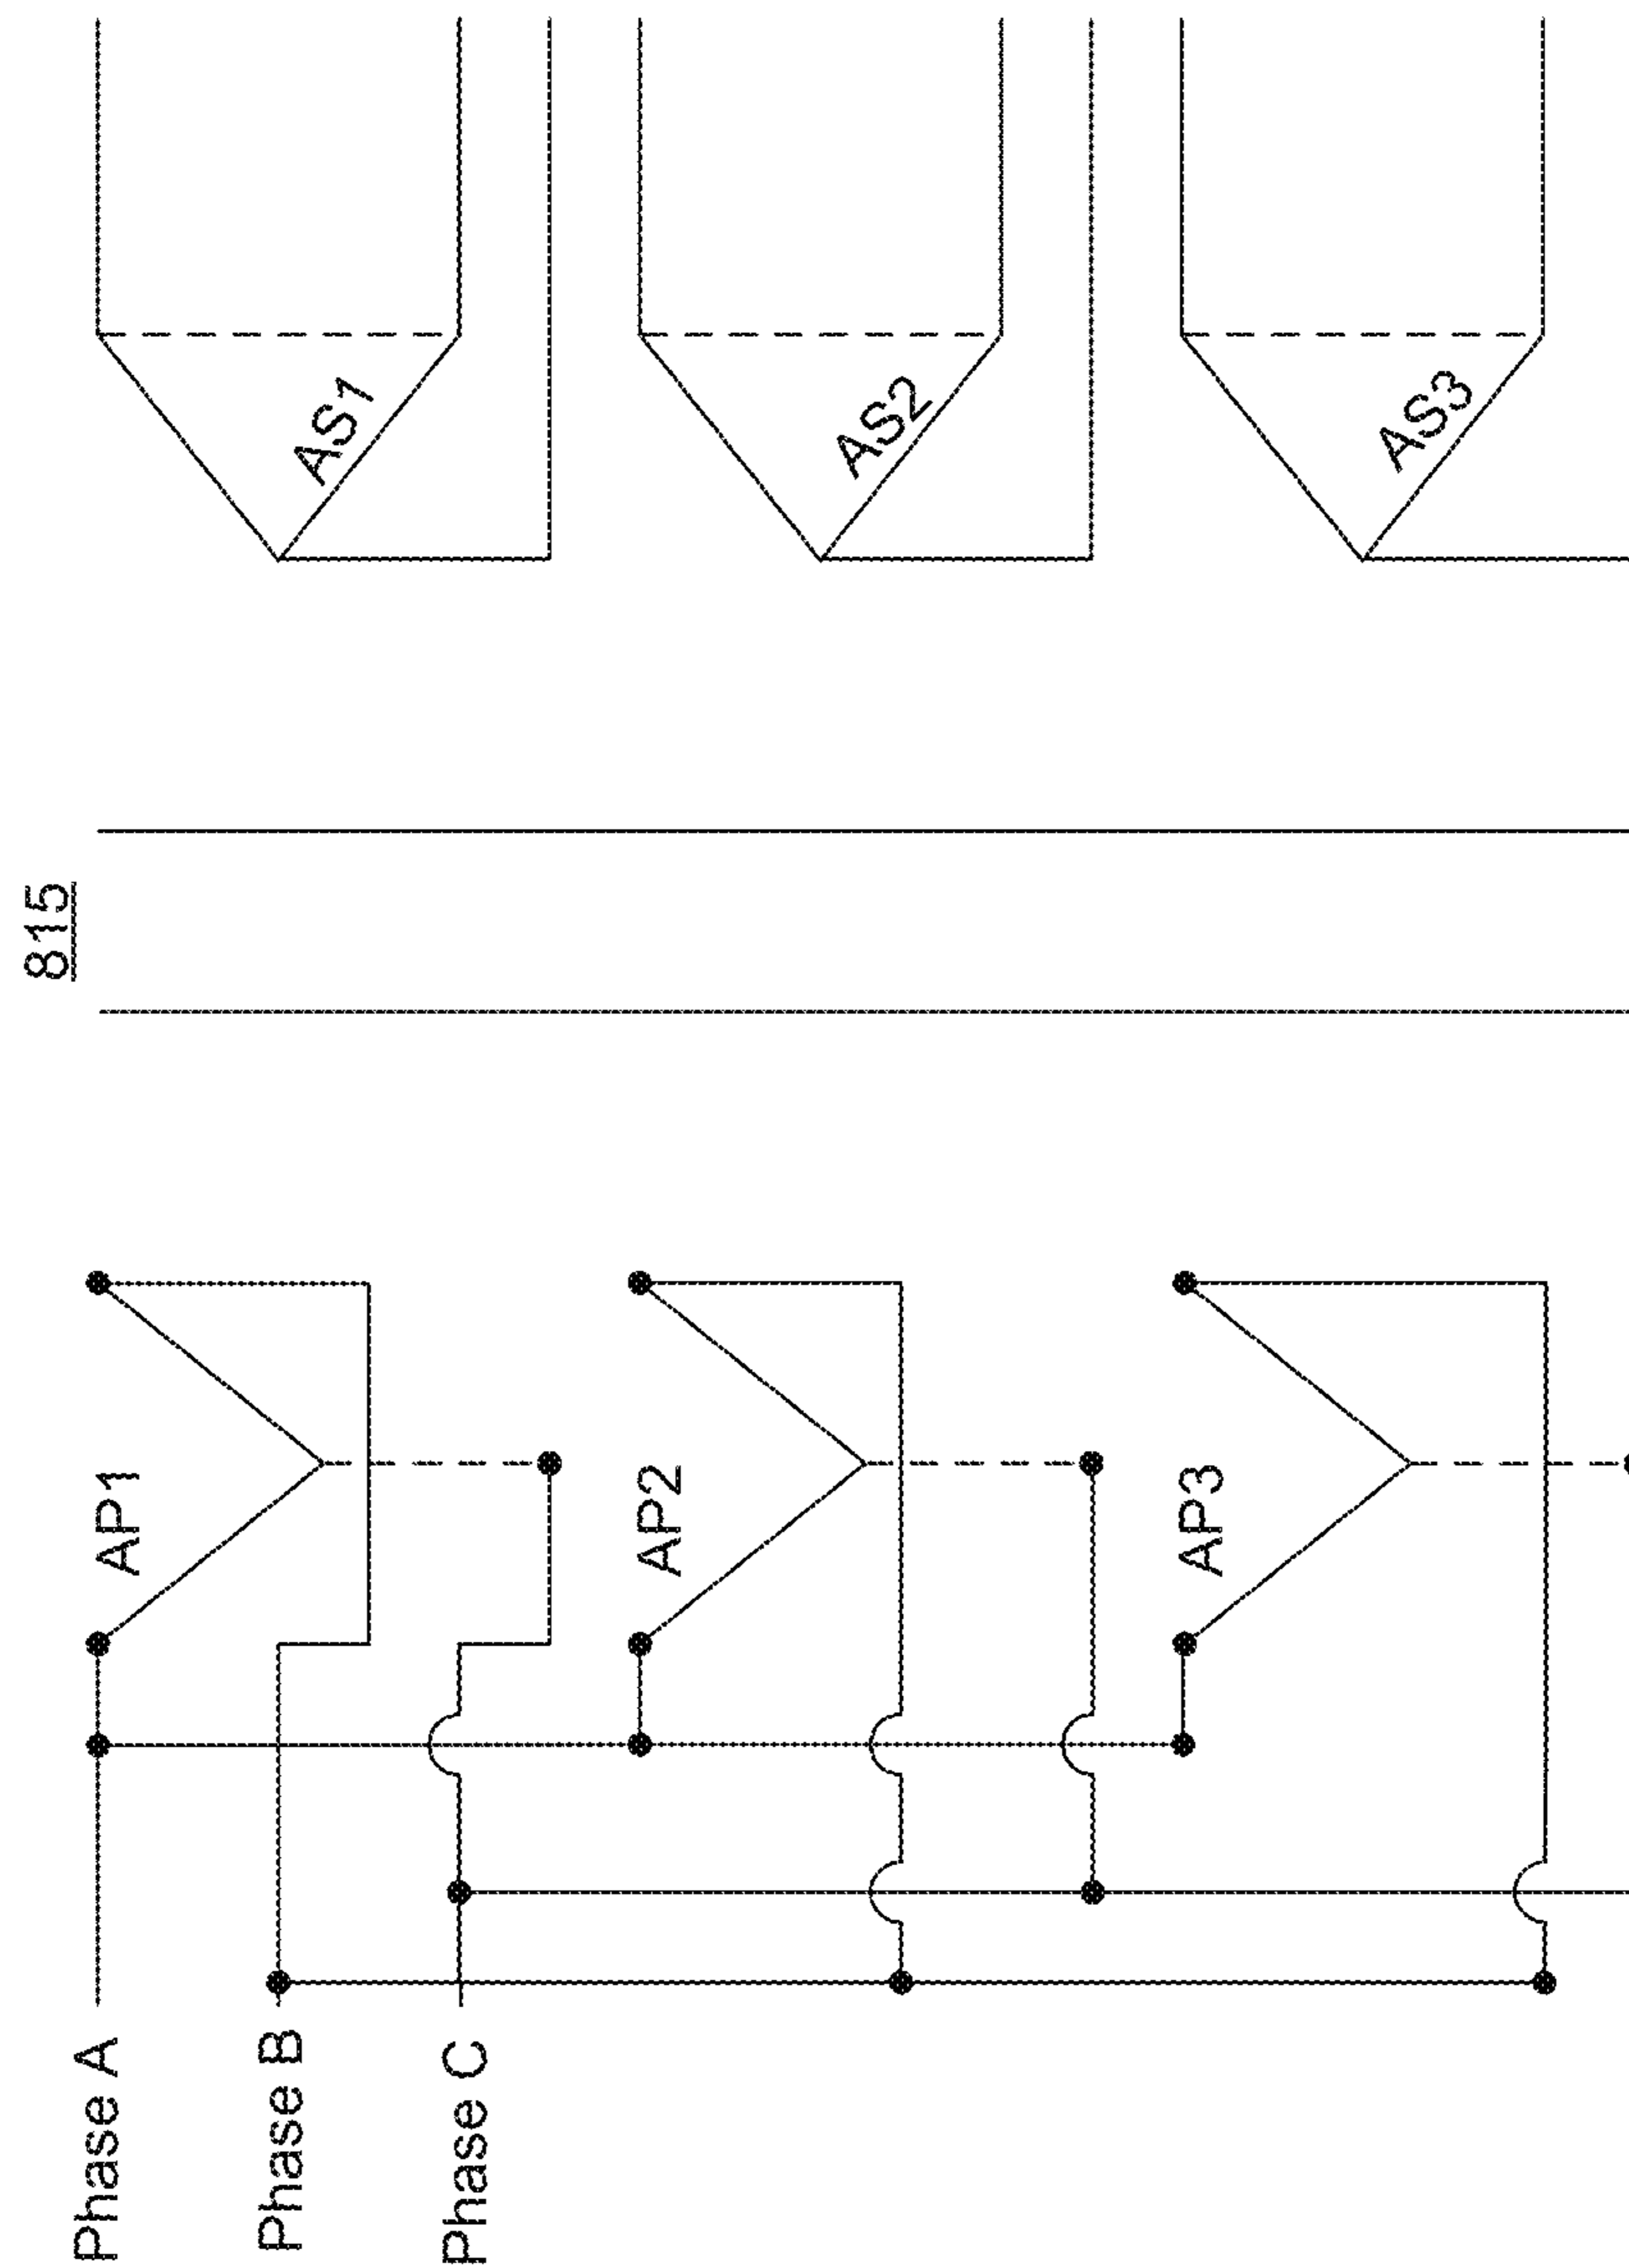 815
Phase A
Phase B
Phase C
AP1
AP2
AP3
AS1
AS2
AS3